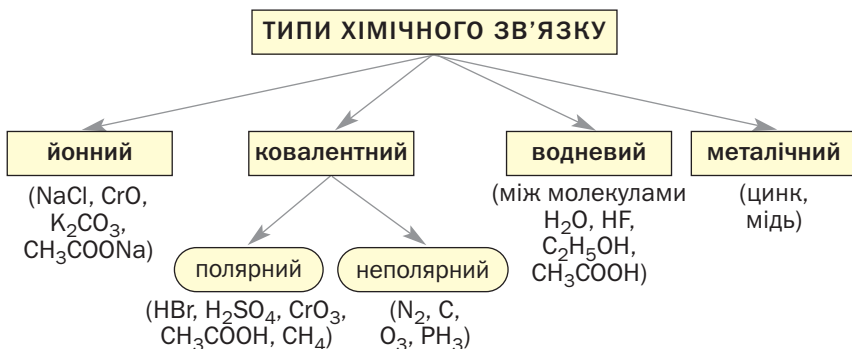 ТИПИ ХІМІЧНОГО ЗВ’ЯЗКУ
йонний
(NaCl, CrO,
K₂CO₃,
CH₃COONa)
ковалентний
полярний
(HBr, H₂SO₄, CrO₃,
CH₃COOH, CH₄)
неполярний
(N₂, C,
O₃, PH₃)
водневий
(між молекулами
H₂O, HF,
C₂H₅OH,
CH₃COOH)
металічний
(цинк,
мідь)